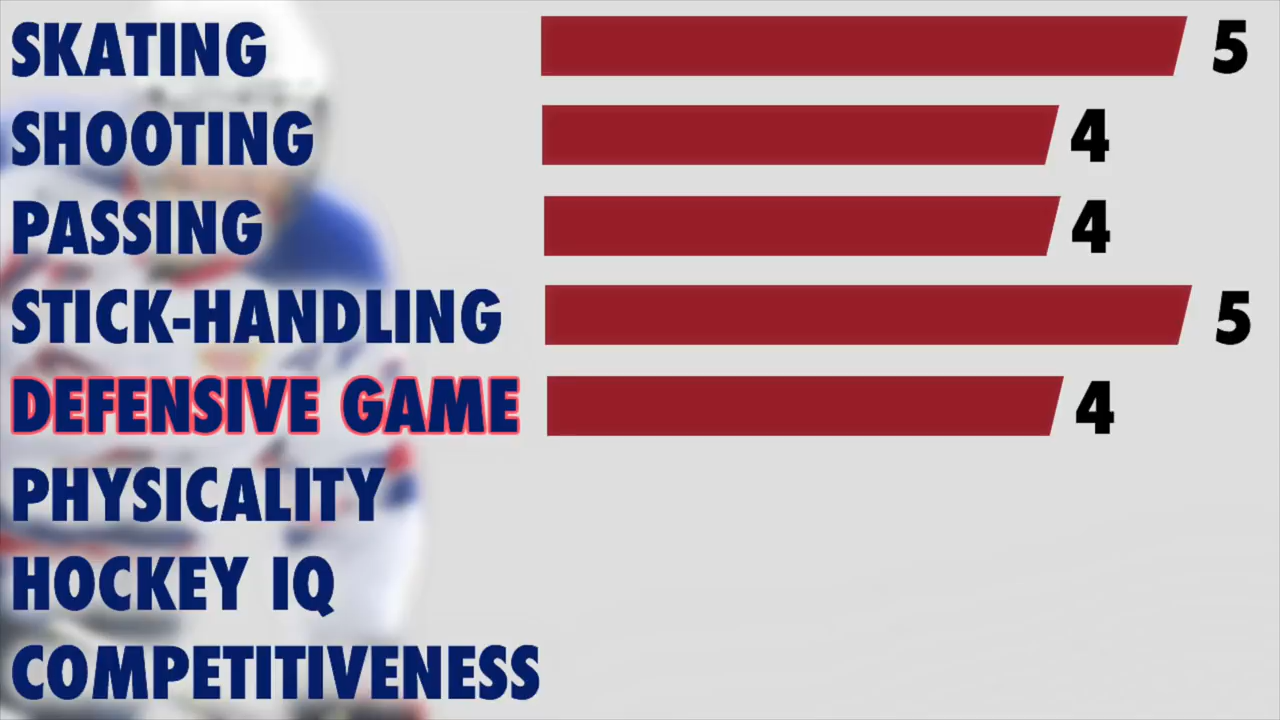 SKATING 5
SHOOTING 4
PASSING 4
STICK-HANDLING 5
DEFENSIVE GAME 4
PHYSICALITY
HOCKEY IQ
COMPETITIVENESS